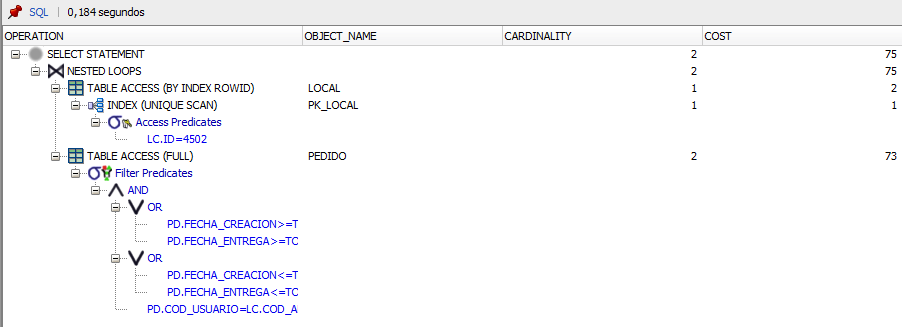 SQL | 0,184 segundos
OPERATION OBJECT_NAME CARDINALITY COST
SELECT STATEMENT 2 75
NESTED LOOPS 2 75
TABLE ACCESS (BY INDEX ROWID) LOCAL 1 2
INDEX (UNIQUE SCAN) PK_LOCAL 1 1
Access Predicates
LC.ID=4502
TABLE ACCESS (FULL) PEDIDO 2 73
Filter Predicates
AND
OR
PD.FECHA_CREACION>=T
PD.FECHA_ENTREGA>=TO
OR
PD.FECHA_CREACION<=T
PD.FECHA_ENTREGA<=TO
PD.COD_USUARIO=LC.COD_A